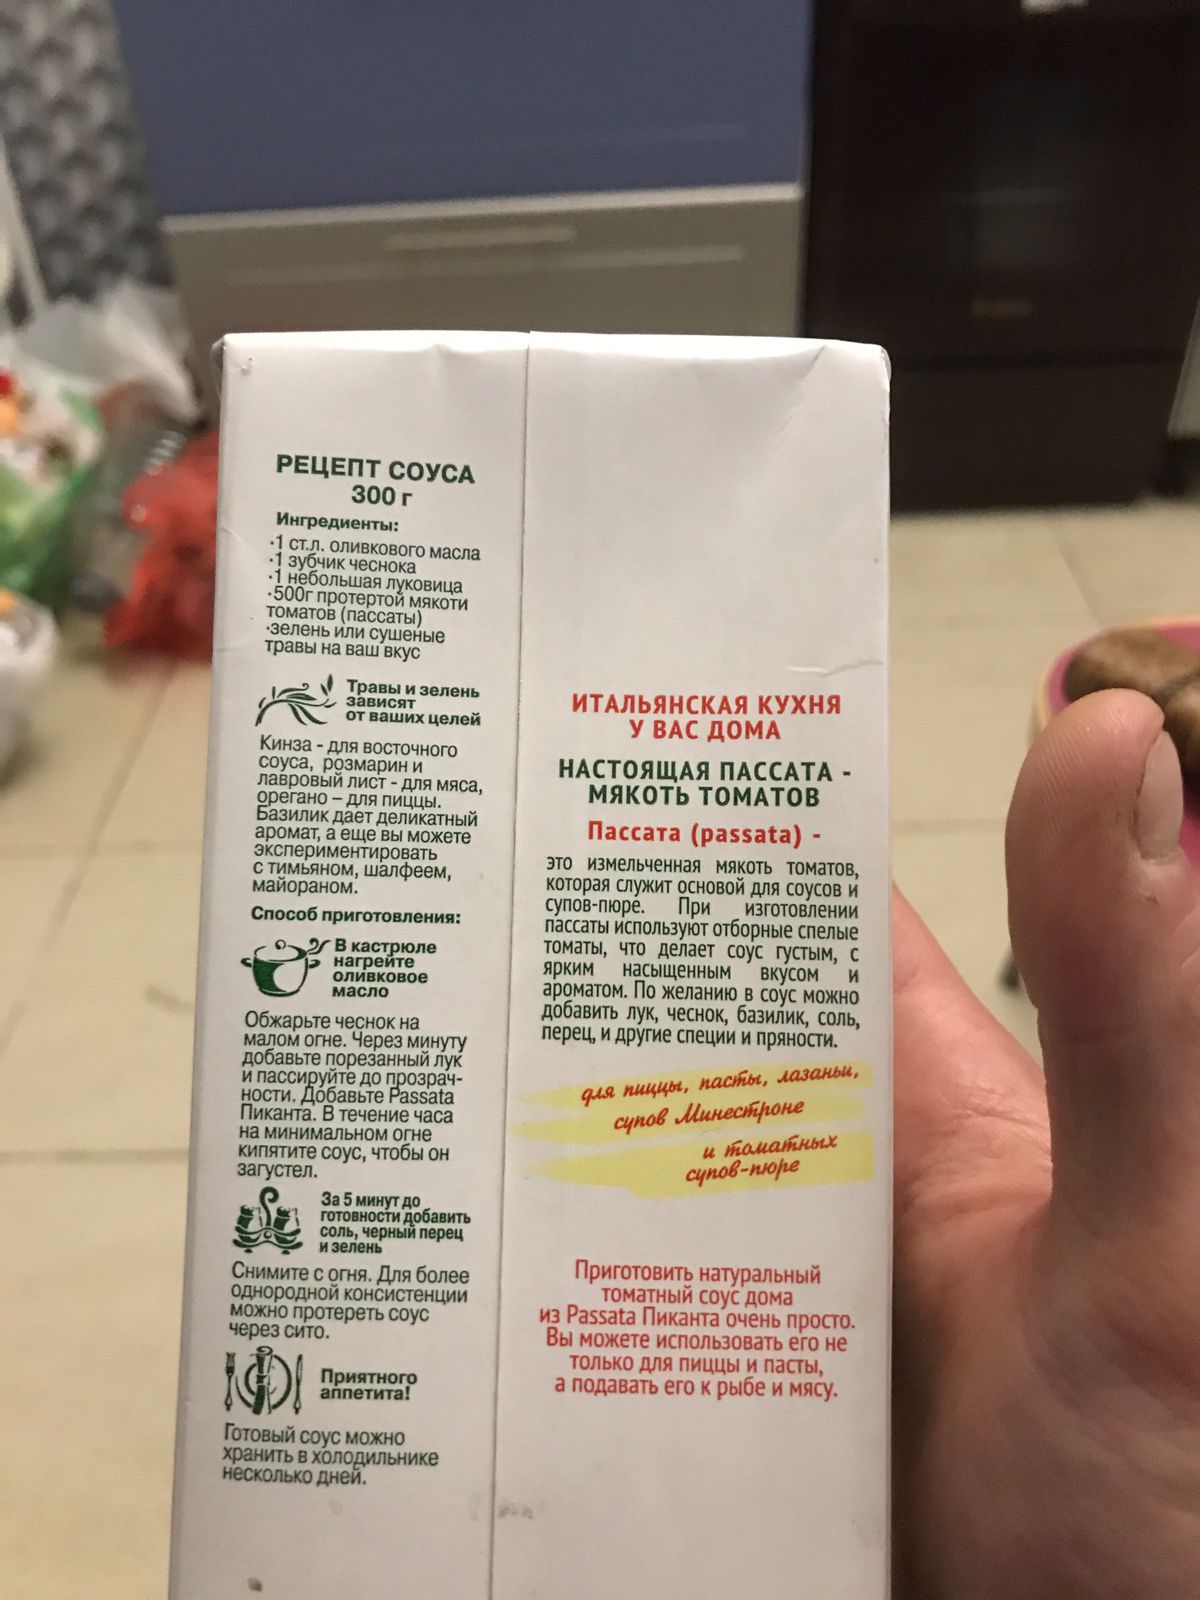 РЕЦЕПТ СОУСА
300 г
Ингредиенты:
·1 ст.л. оливкового масла
·1 зубчик чеснока
·1 небольшая луковица
·500г протертой мякоти
томатов (пассаты)
·зелень или сушеные
травы на ваш вкус
Травы и зелень
зависят
от ваших целей
Кинза - для восточного
соуса, розмарин и
лавровый лист - для мяса,
орегано – для пиццы.
Базилик дает деликатный
аромат, а еще вы можете
экспериментировать
с тимьяном, шалфеем,
майораном.
Способ приготовления:
В кастрюле
нагрейте
оливковое
масло
Обжарьте чеснок на
малом огне. Через минуту
добавьте порезанный лук
и пассируйте до прозрач-
ности. Добавьте Passata
Пиканта. В течение часа
на минимальном огне
кипятите соус, чтобы он
загустел.
За 5 минут до
готовности добавить
соль, черный перец
и зелень
Снимите с огня. Для более
однородной консистенции
можно протереть соус
через сито.
Приятного
аппетита!
Готовый соус можно
хранить в холодильнике
несколько дней.
ИТАЛЬЯНСКАЯ КУХНЯ
У ВАС ДОМА
НАСТОЯЩАЯ ПАССАТА -
МЯКОТЬ ТОМАТОВ
Пассата (passata) -
это измельченная мякоть томатов,
которая служит основой для соусов и
супов-пюре. При изготовлении
пассаты используют отборные спелые
томаты, что делает соус густым, с
ярким насыщенным вкусом и
ароматом. По желанию в соус можно
добавить лук, чеснок, базилик, соль,
перец, и другие специи и пряности.
для пиццы, пасты, лазаньи,
супов Минестроне
и томатных
супов-пюре
Приготовить натуральный
томатный соус дома
из Passata Пиканта очень просто.
Вы можете использовать его не
только для пиццы и пасты,
а подавать его к рыбе и мясу.